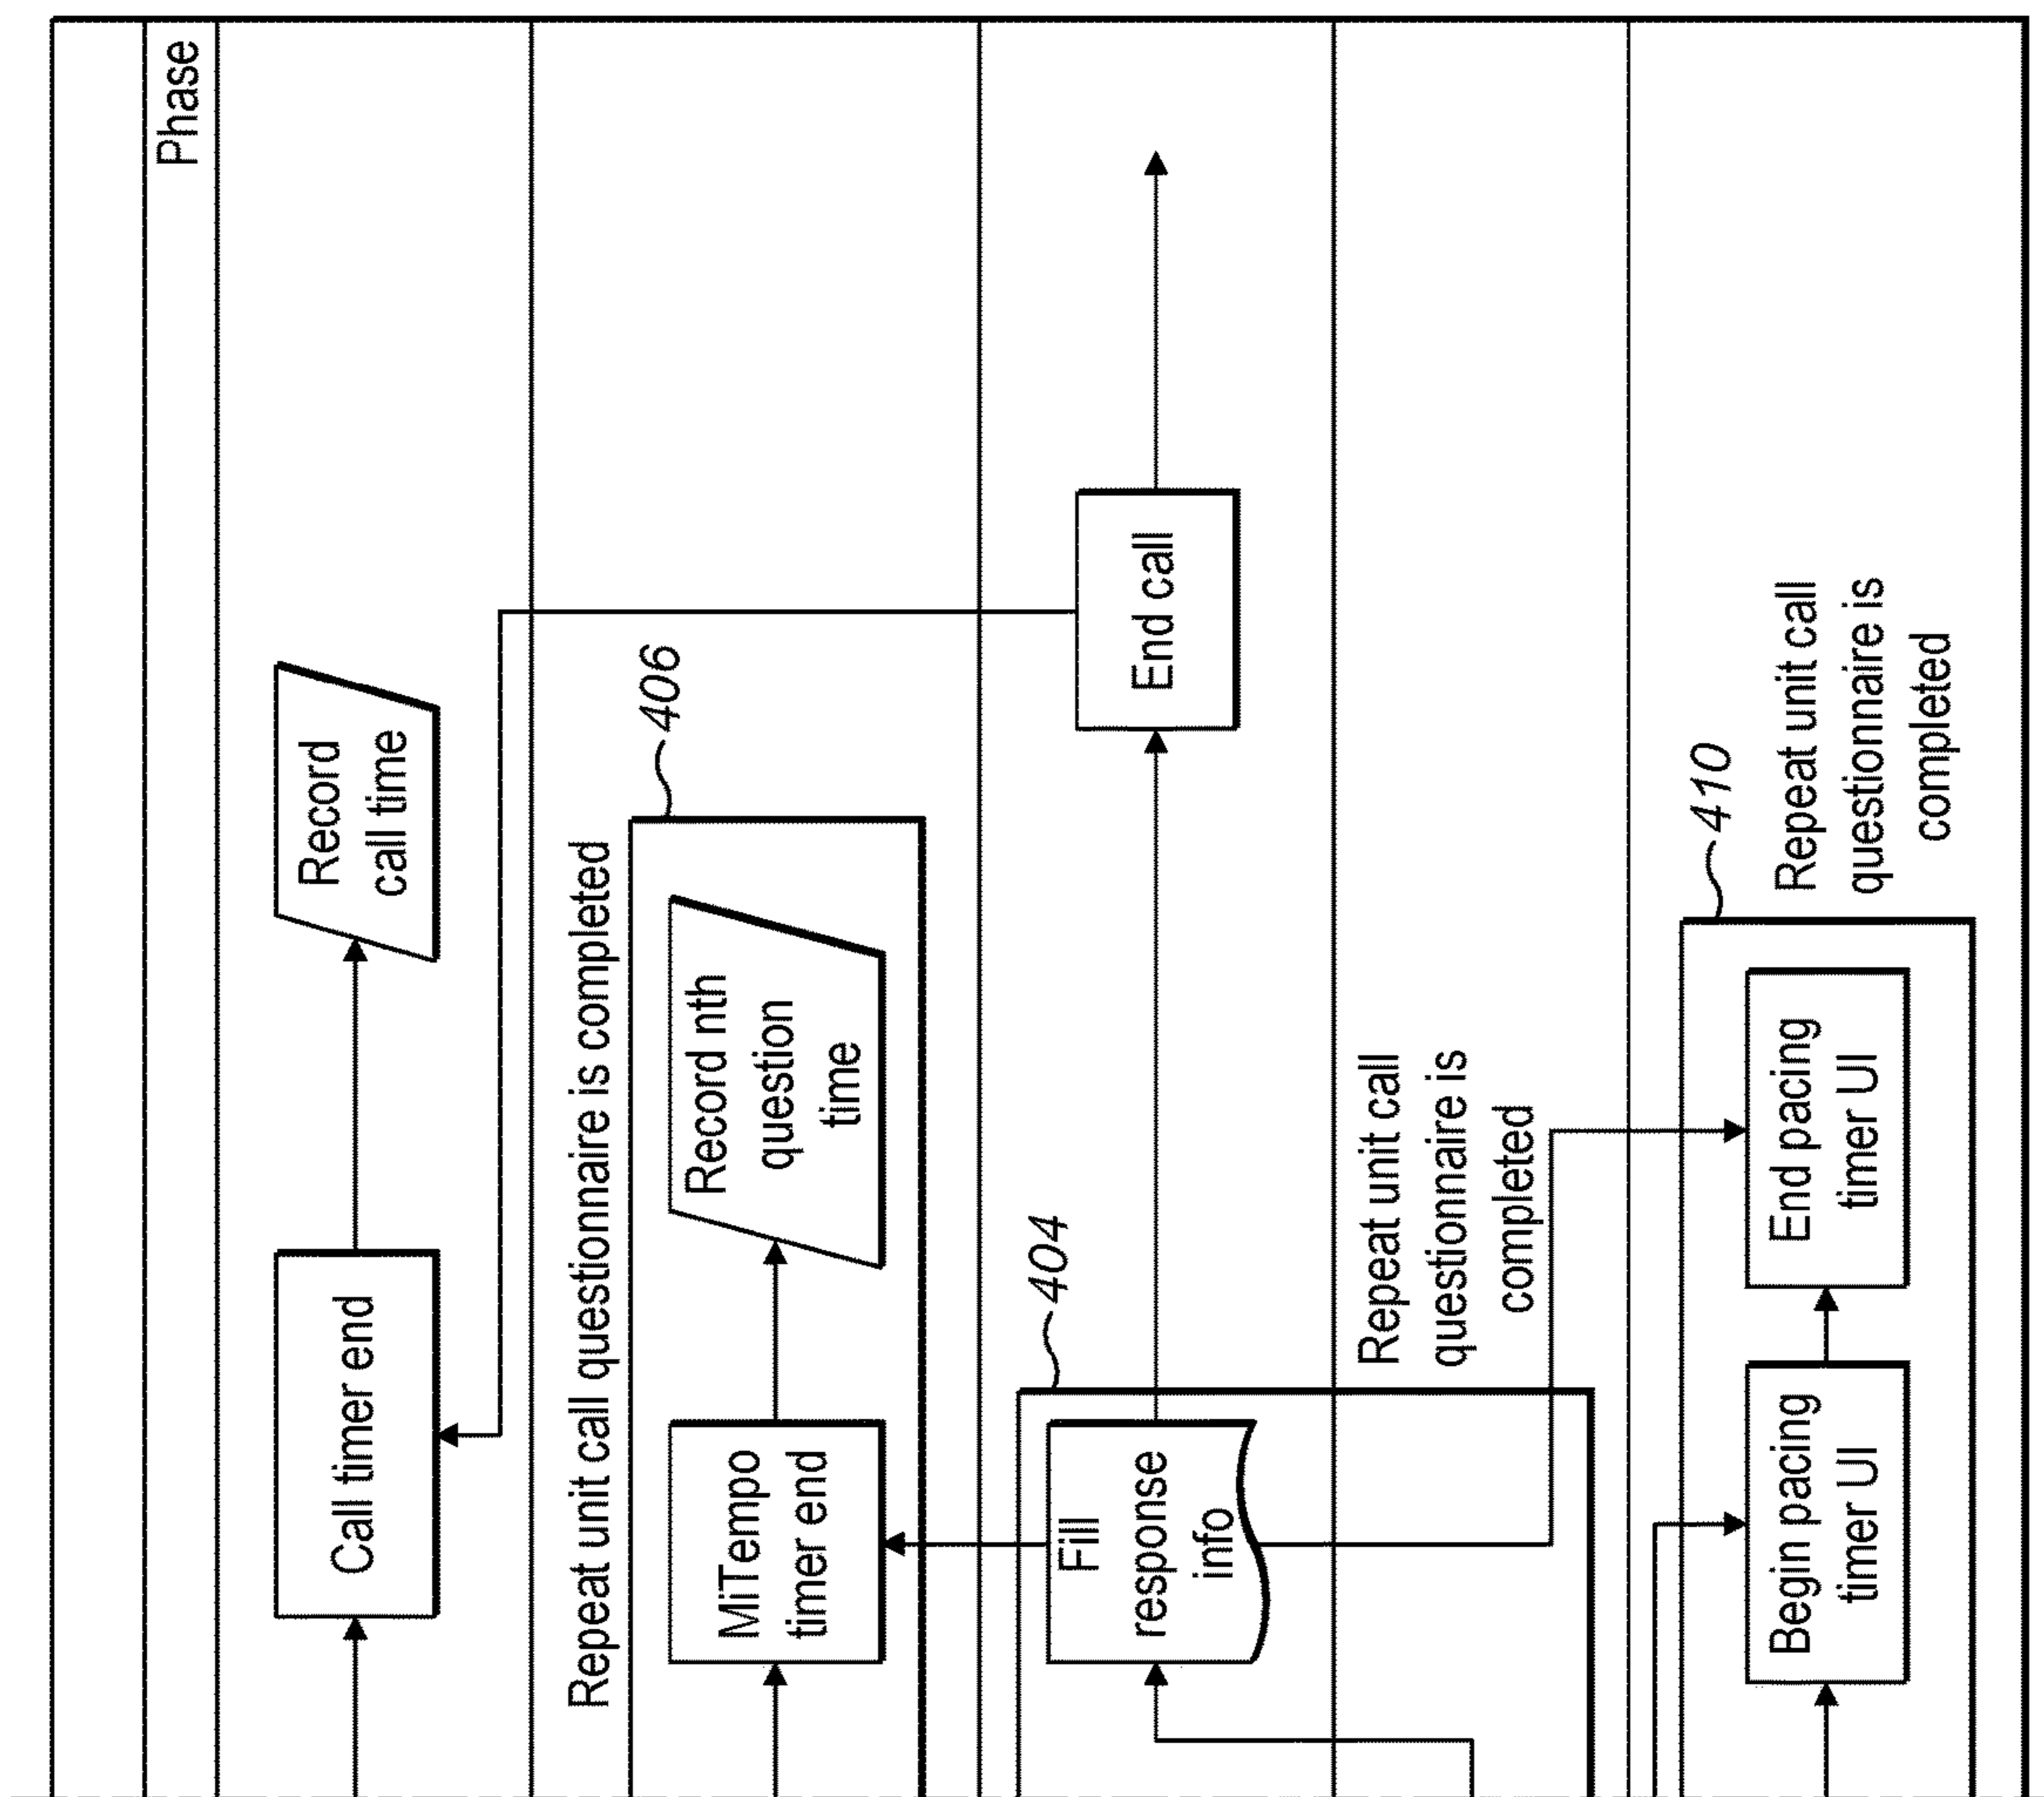 Phase
Call timer end
Record
call time
Repeat unit call questionnaire is completed
406
MiTempo
timer end
Record nth
question
time
404
Fill
response
info
End call
Repeat unit call
questionnaire is
completed
410
Begin pacing
timer UI
End pacing
timer UI
Repeat unit call
questionnaire is
completed